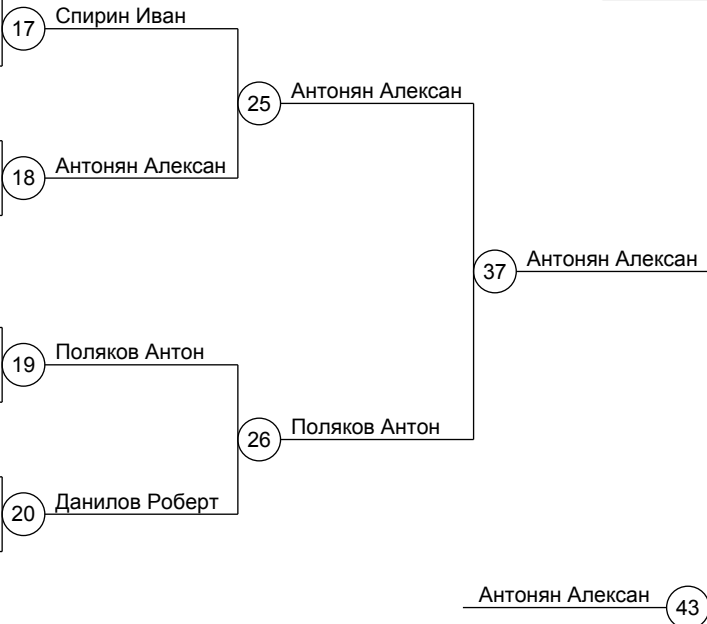 17 Спирин Иван
25 Антонян Алексан
18 Антонян Алексан
37 Антонян Алексан
19 Поляков Антон
26 Поляков Антон
20 Данилов Роберт
Антонян Алексан 43